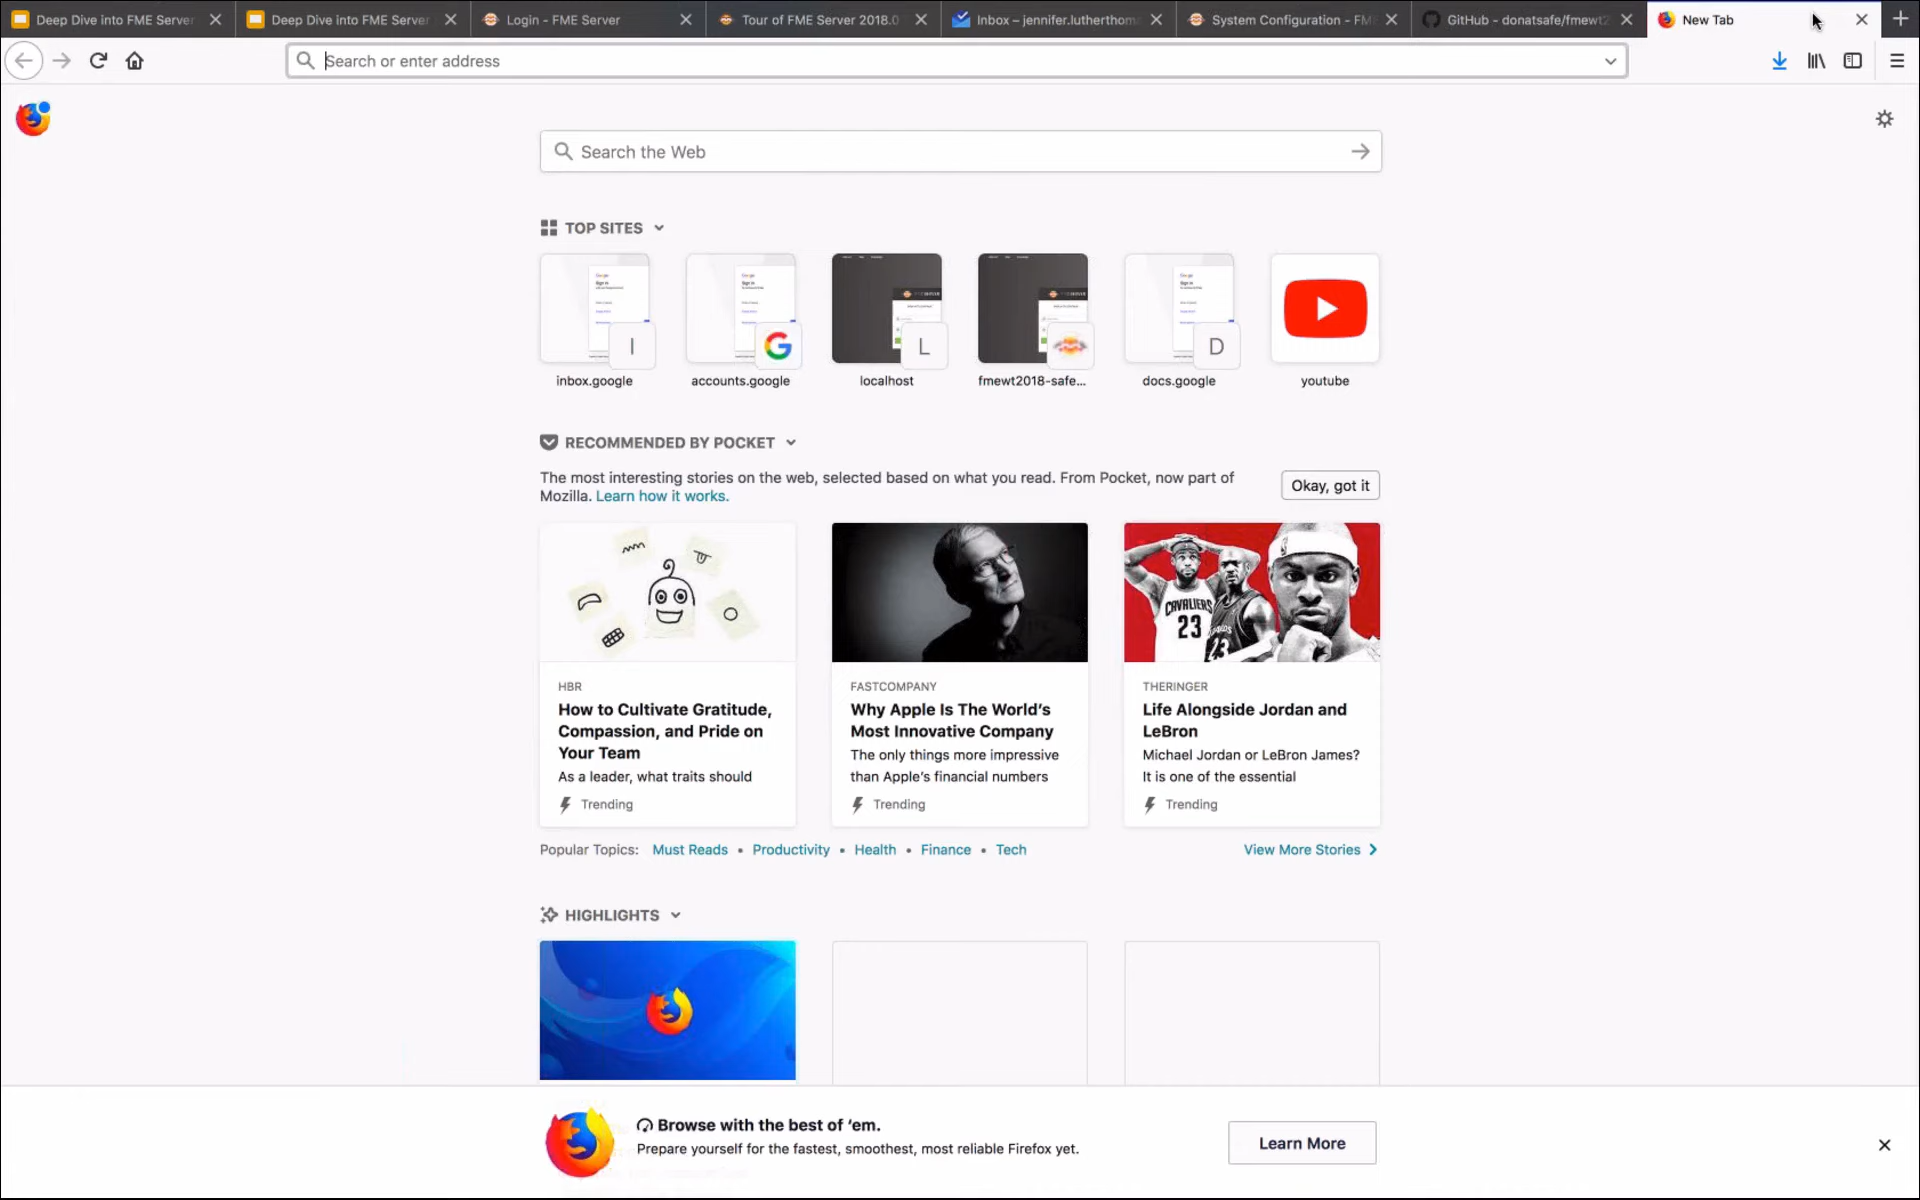 Deep Dive into FME Server
Deep Dive into FME Server
Login - FME Server
Tour of FME Server 2018.0
Inbox – jennifer.lutherthom
System Configuration - FM
GitHub - donatsafe/fmewt2
New Tab
Search or enter address
Search the Web
TOP SITES
I
G
L
D
inbox.google
accounts.google
localhost
fmewt2018-safe...
docs.google
youtube
RECOMMENDED BY POCKET
The most interesting stories on the web, selected based on what you read. From Pocket, now part of
Mozilla. Learn how it works.
Okay, got it
CAVALIERS
23
23
HBR
How to Cultivate Gratitude,
Compassion, and Pride on
Your Team
As a leader, what traits should
Trending
FASTCOMPANY
Why Apple Is The World's
Most Innovative Company
The only things more impressive
than Apple's financial numbers
Trending
THERINGER
Life Alongside Jordan and
LeBron
Michael Jordan or LeBron James?
It is one of the essential
Trending
Popular Topics: Must Reads • Productivity • Health • Finance • Tech
View More Stories
HIGHLIGHTS
Browse with the best of ‘em.
Prepare yourself for the fastest, smoothest, most reliable Firefox yet.
Learn More